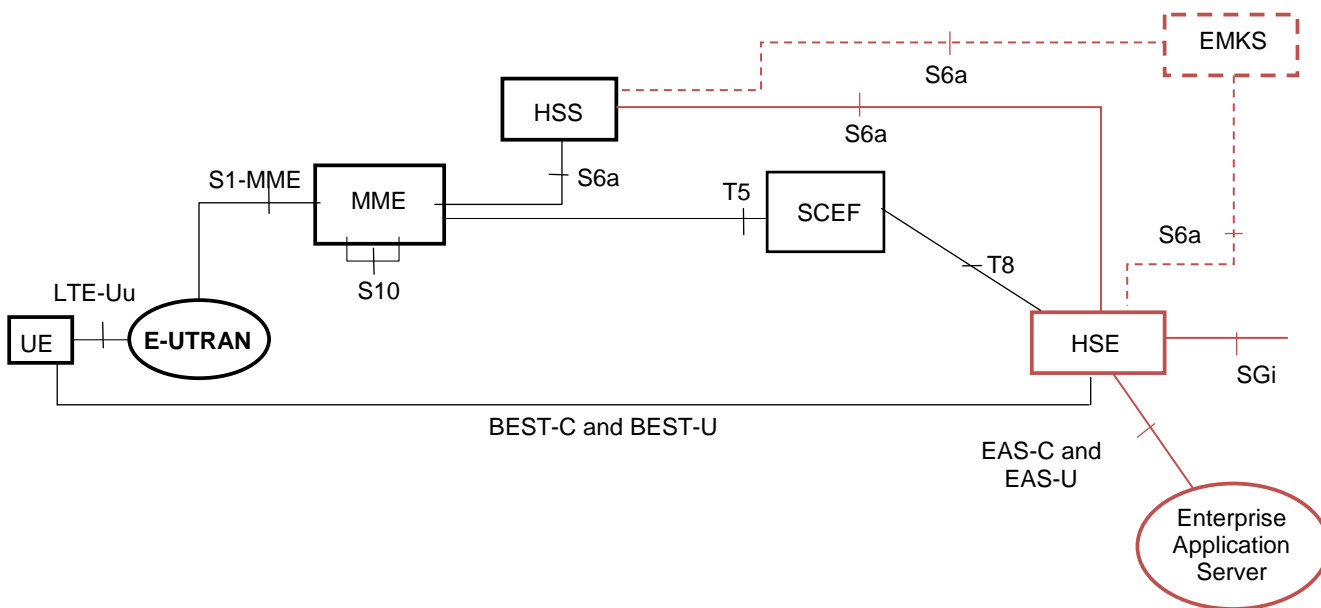 EMKS
S6a
HSS
S6a
S1-MME
S6a
MME
T5
SCEF
S6a
T8
S10
LTE-Uu
UE
E-UTRAN
HSE
SGi
BEST-C and BEST-U
EAS-C and
EAS-U
Enterprise
Application
Server